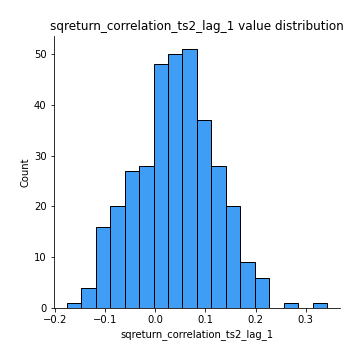 sqreturn_correlation_ts2_lag_1 value distribution
50
40
30
20
10
0
Count
−0.2 −0.1 0.0 0.1 0.2 0.3
sqreturn_correlation_ts2_lag_1